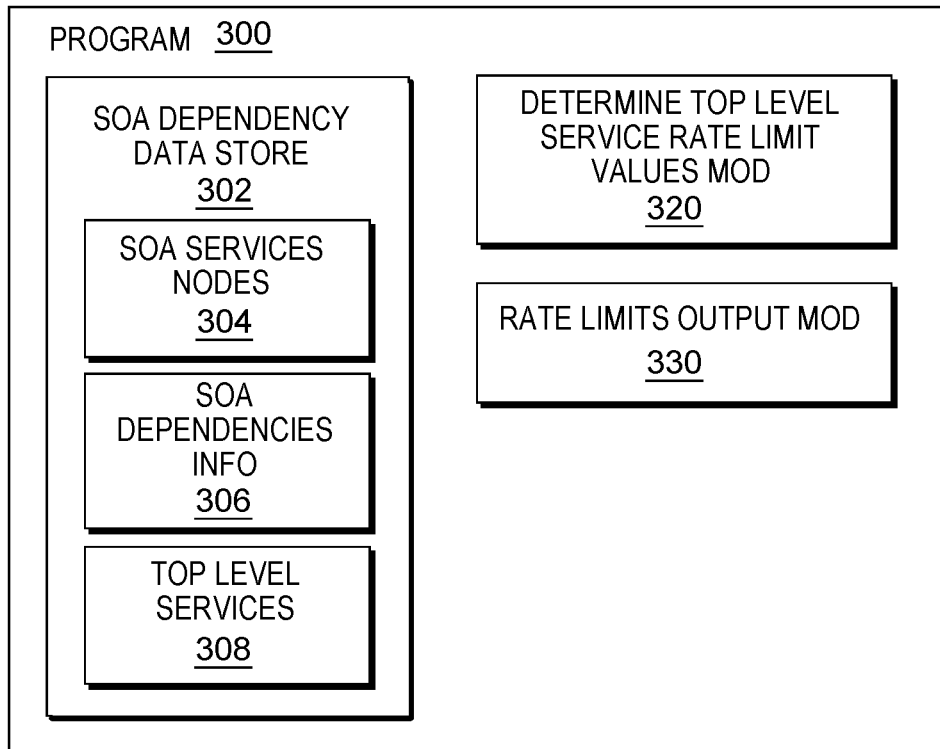 PROGRAM 300
SOA DEPENDENCY
DATA STORE
302
SOA SERVICES
NODES
304
SOA
DEPENDENCIES
INFO
306
TOP LEVEL
SERVICES
308
DETERMINE TOP LEVEL
SERVICE RATE LIMIT
VALUES MOD
320
RATE LIMITS OUTPUT MOD
330